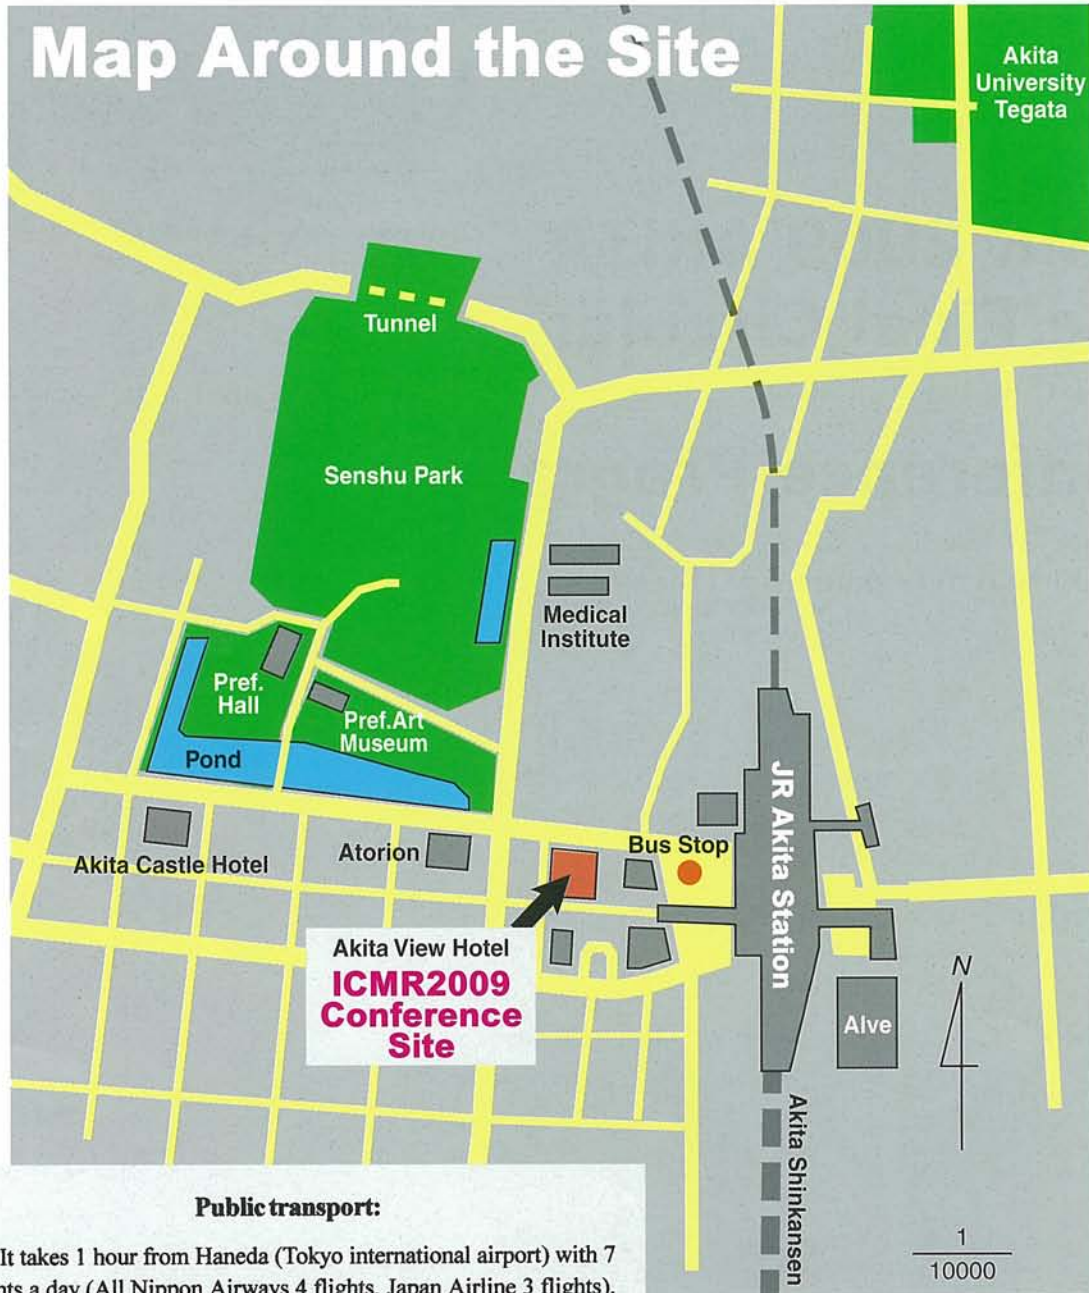 Map Around the Site
Akita
University
Tegata
Tunnel
Senshu Park
Medical
Institute
Pref.
Hall
Pref.Art
Museum
Pond
JR Akita Station
Bus Stop
Akita Castle Hotel
Atorion
Akita View Hotel
ICMR2009
Conference
Site
N
Alve
Akita Shinkansen
1
10000
Public transport:
It takes 1 hour from Haneda (Tokyo international airport) with 7
a day (All Nippon Airways 4 flights, Japan Airline 3 flights).